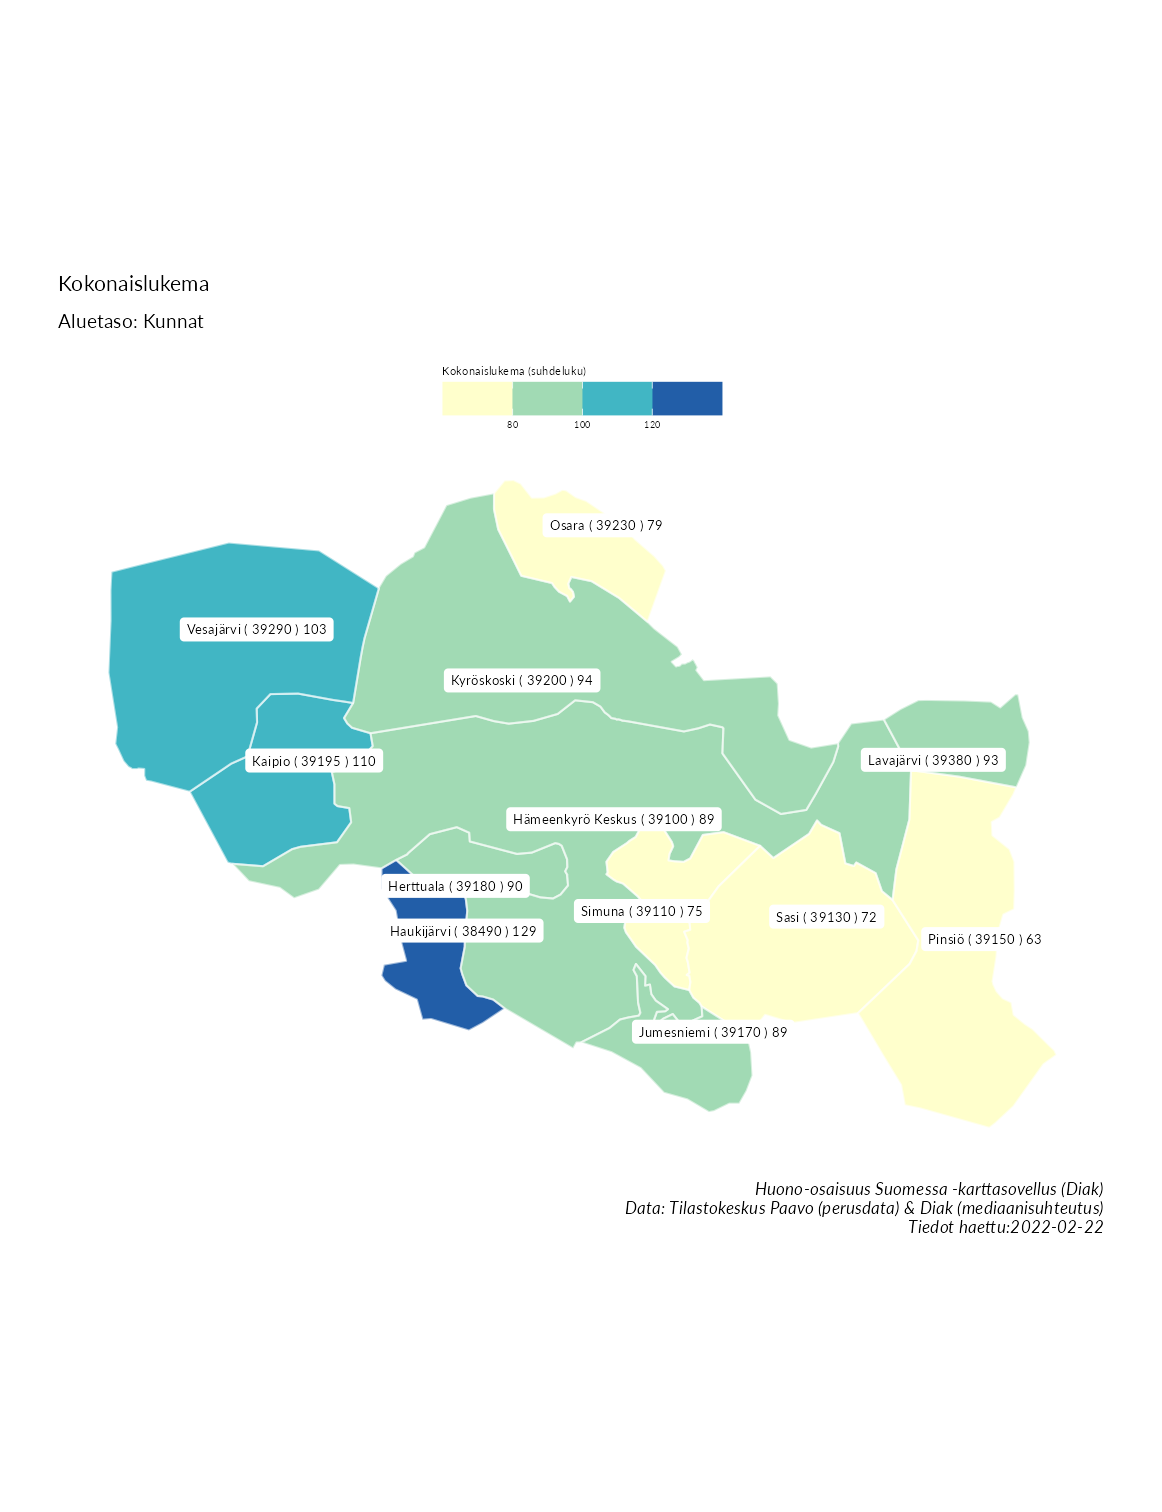 Kokonaislukema
Aluetaso: Kunnat
Kokonaislukema (suhdeluku)
80 100 120
Osara ( 39230 ) 79
Vesajärvi ( 39290 ) 103
Kyröskoski ( 39200 ) 94
Kaipio ( 39195 ) 110
Lavajärvi ( 39380 ) 93
Hämeenkyrö Keskus ( 39100 ) 89
Herttuala ( 39180 ) 90
Simuna ( 39110 ) 75
Sasi ( 39130 ) 72
Haukijärvi ( 38490 ) 129
Pinsiö ( 39150 ) 63
Jumesniemi ( 39170 ) 89
Huono-osaisuus Suomessa -karttasovellus (Diak)
Data: Tilastokeskus Paavo (perusdata) & Diak (mediaanisuhteutus)
Tiedot haettu:2022-02-22